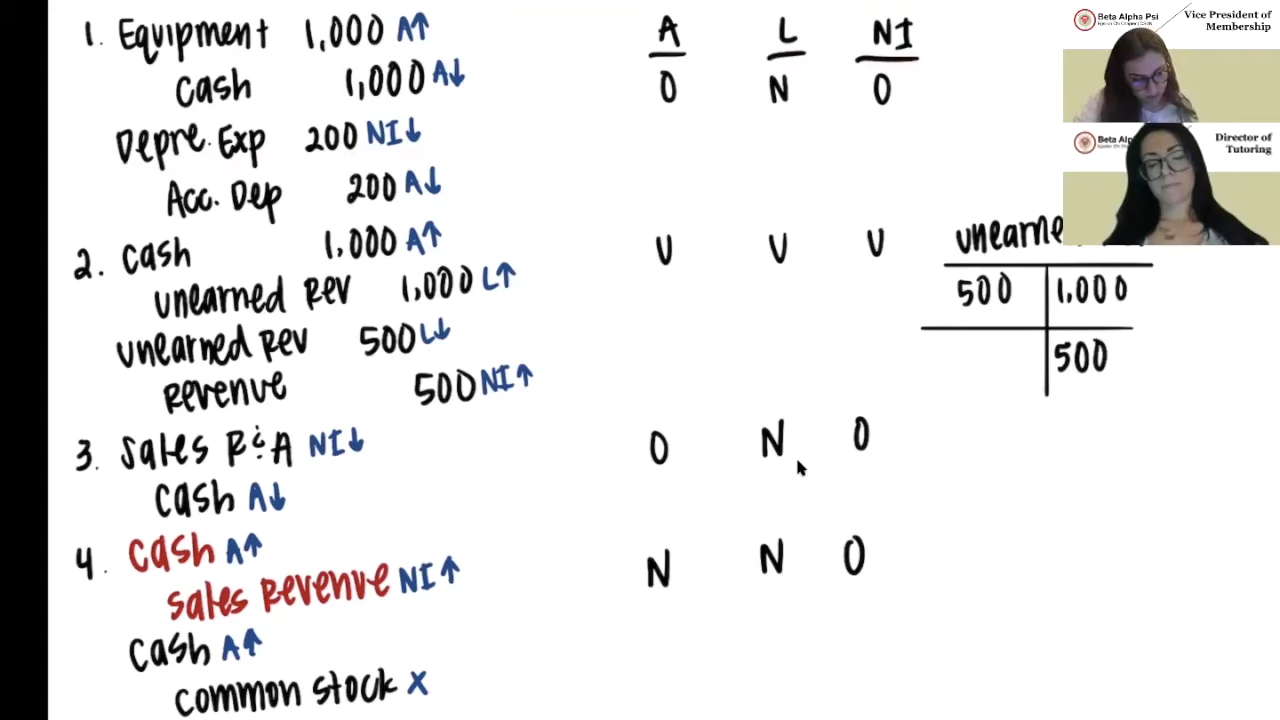 1. Equipment 1,000 A↑
Cash 1,000 A↓
Depre. Exp 200 NI↓
Acc. Dep 200 A↓
2. Cash 1,000 A↑
unearned Rev 1,000 L↑
unearned Rev 500 L↓
Revenue 500 NI↑
3. Sales R&A NI↓
Cash A↓
4. Cash A↑
Sales Revenue NI↑
Cash A↑
Common Stock X
A L NI
O N O
U U U
O N O
N N O
unearne
500 1,000
500
Beta Alpha Psi
Vice President of
Membership
Beta Alph
Director of
Tutoring